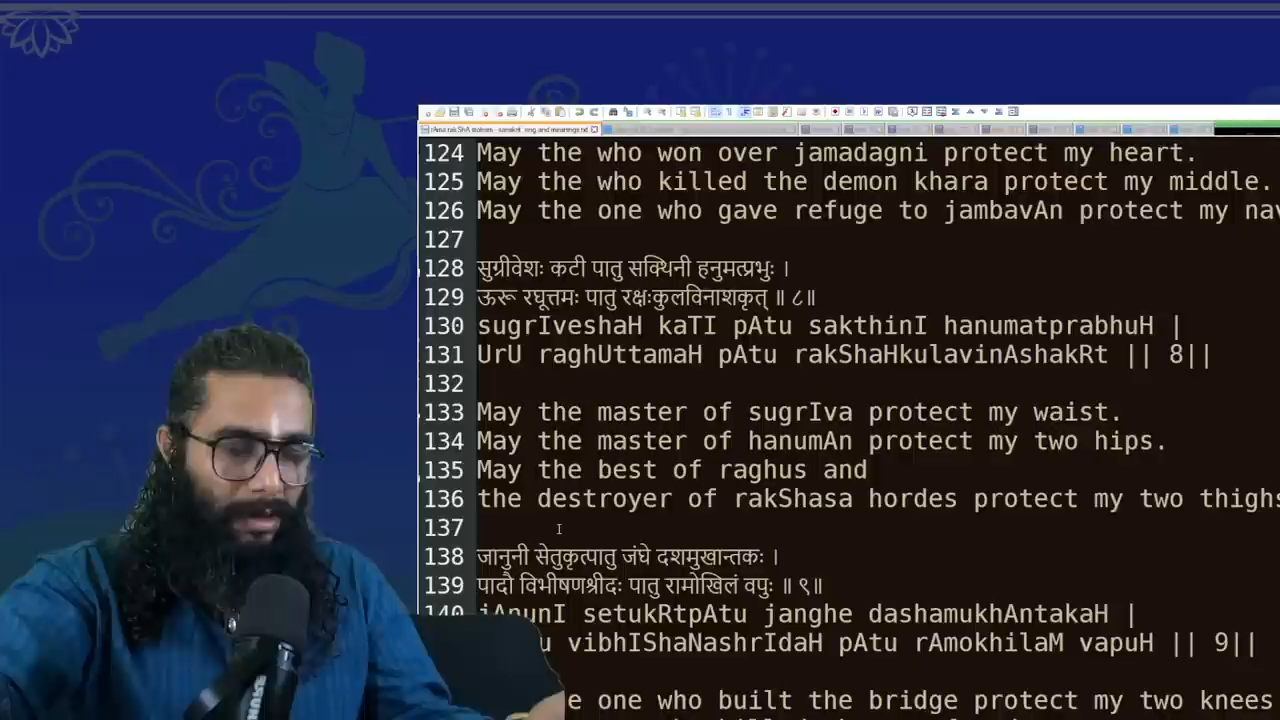 124 May the who won over jamadagni protect my heart.
125 May the who killed the demon khara protect my middle.
126 May the one who gave refuge to jambavAn protect my nav
127
128 सुग्रीवेशः कटी पातु सक्थिनी हनुमत्प्रभुः ।
129 ऊरू रघूत्तमः पातु रक्षःकुलविनाशकृत् ॥ ८॥
130 sugrIveshaH kaTI pAtu sakthinI hanumatprabhuH |
131 UrU raghUttamaH pAtu rakShaHkulavinAshakRt || 8||
132
133 May the master of sugrIva protect my waist.
134 May the master of hanumAn protect my two hips.
135 May the best of raghus and
136 the destroyer of rakShasa hordes protect my two thighs
137
138 जानुनी सेतुकृत्पातु जंघे दशमुखान्तकः ।
139 पादौ विभीषणश्रीदः पातु रामोखिलं वपुः ॥ ९॥
140 jAnunI setukRtpAtu janghe dashamukhAntakaH |
u vibhIShaNashrIdaH pAtu rAmokhilaM vapuH || 9||
e one who built the bridge protect my two knees